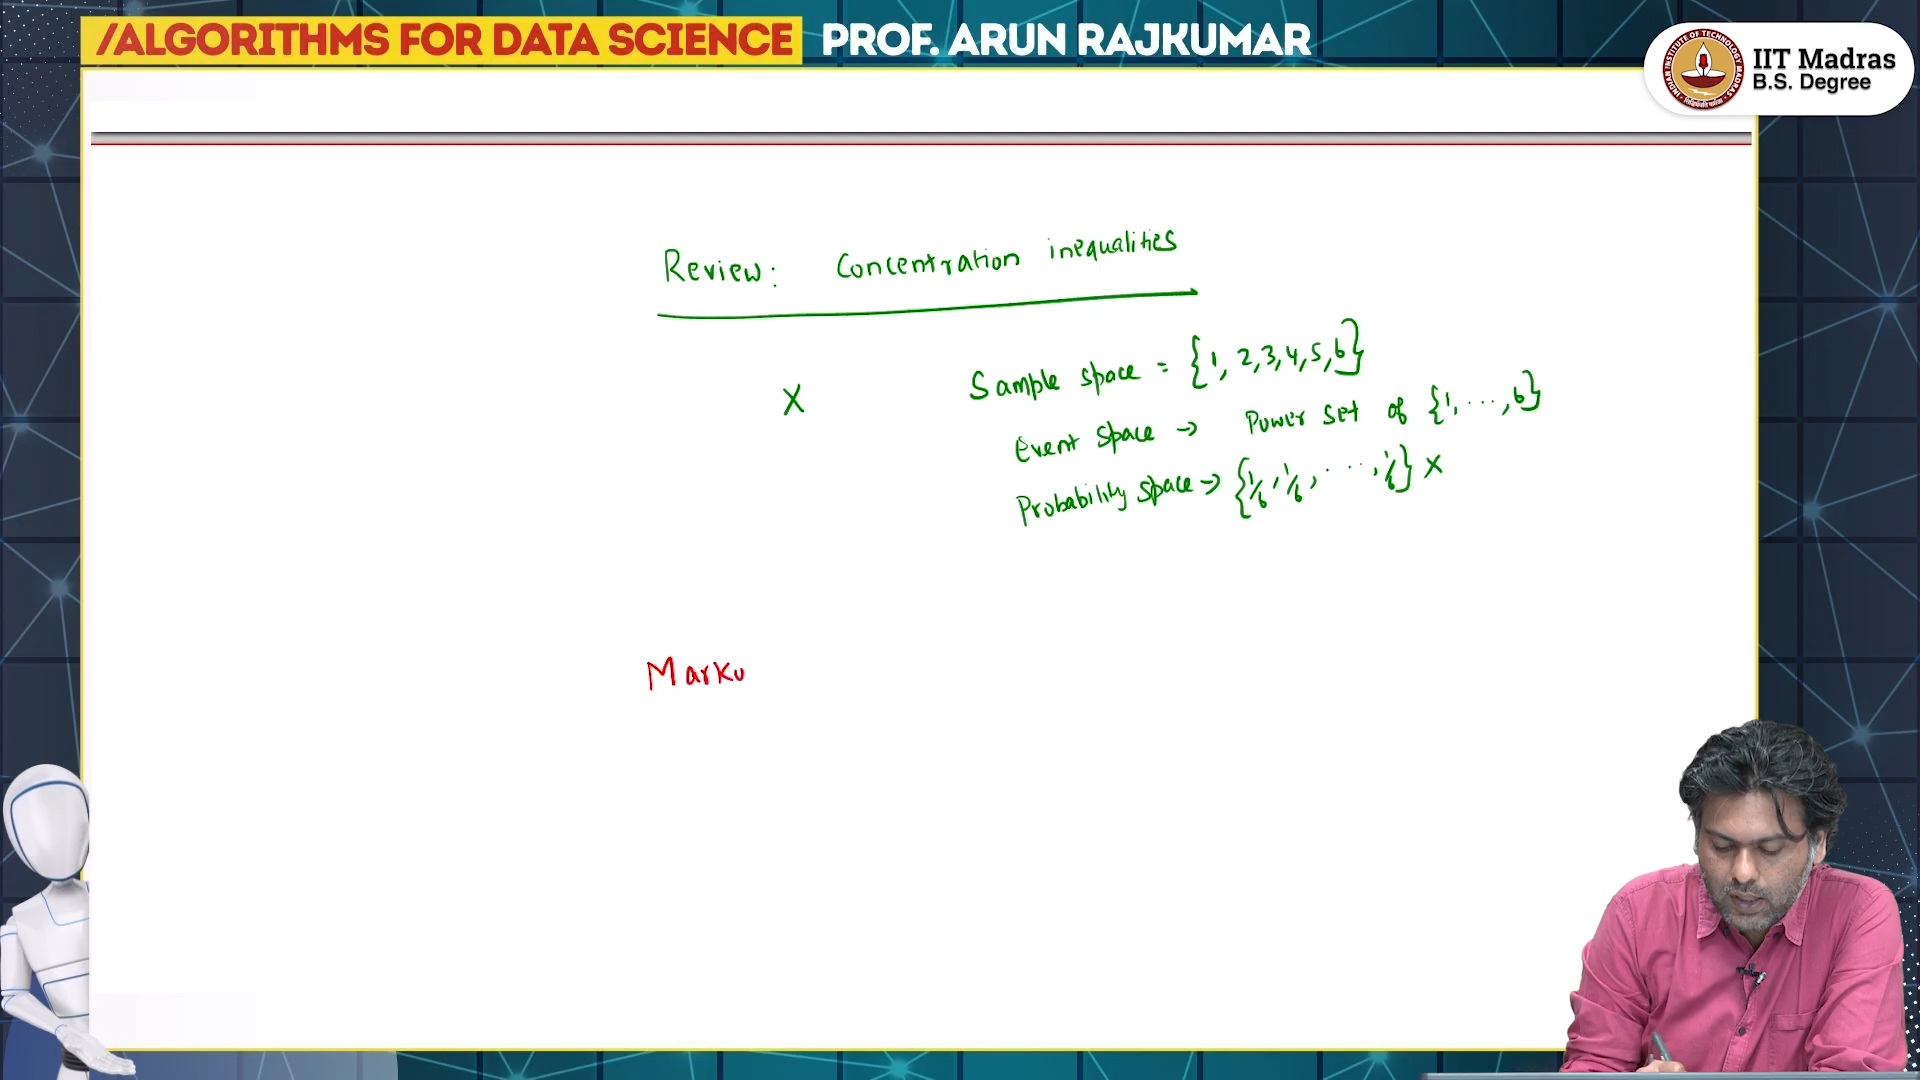 /ALGORITHMS FOR DATA SCIENCE PROF. ARUN RAJKUMAR
IIT Madras
B.S. Degree
Review: Concentration inequalities
X
Sample space = {1, 2, 3, 4, 5, 6}
Event space → Power set of {1, ..., 6}
Probability space → {1/6, 1/6, ..., 1/6} X
Marku